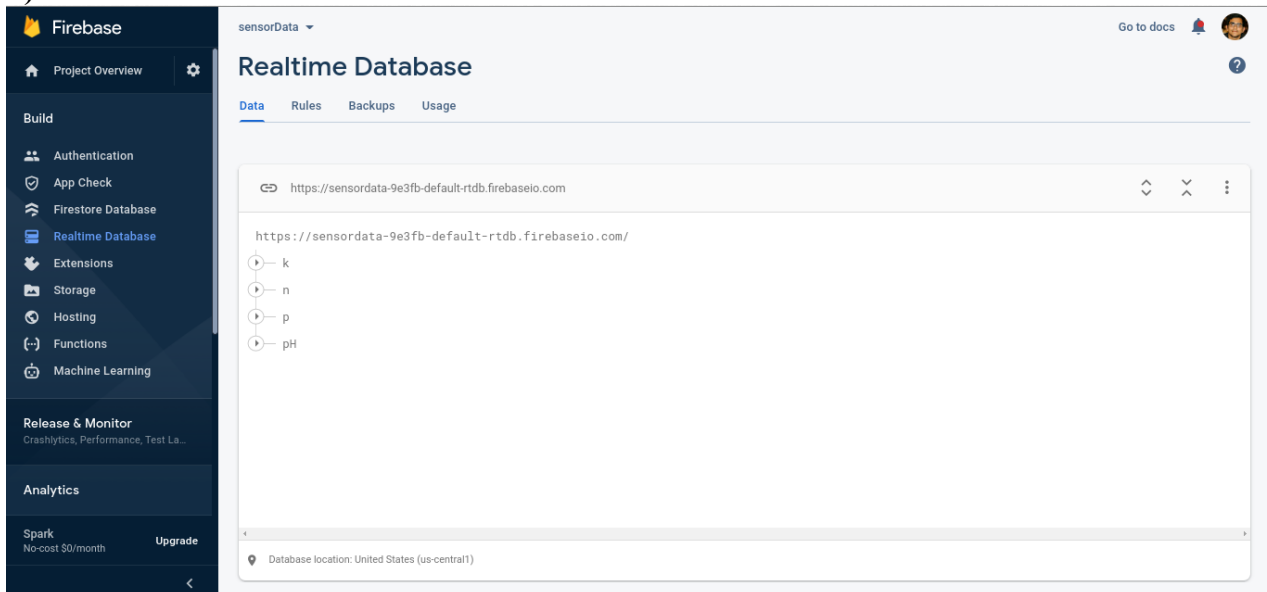 Firebase
Project Overview
Build
Authentication
App Check
Firestore Database
Realtime Database
Extensions
Storage
Hosting
Functions
Machine Learning
Release & Monitor
Crashlytics, Performance, Test La...
Analytics
Spark
No-cost $0/month
Upgrade
sensorData
Go to docs
Realtime Database
Data Rules Backups Usage
https://sensordata-9e3fb-default-rtdb.firebaseio.com
https://sensordata-9e3fb-default-rtdb.firebaseio.com/
k
n
p
pH
Database location: United States (us-central1)